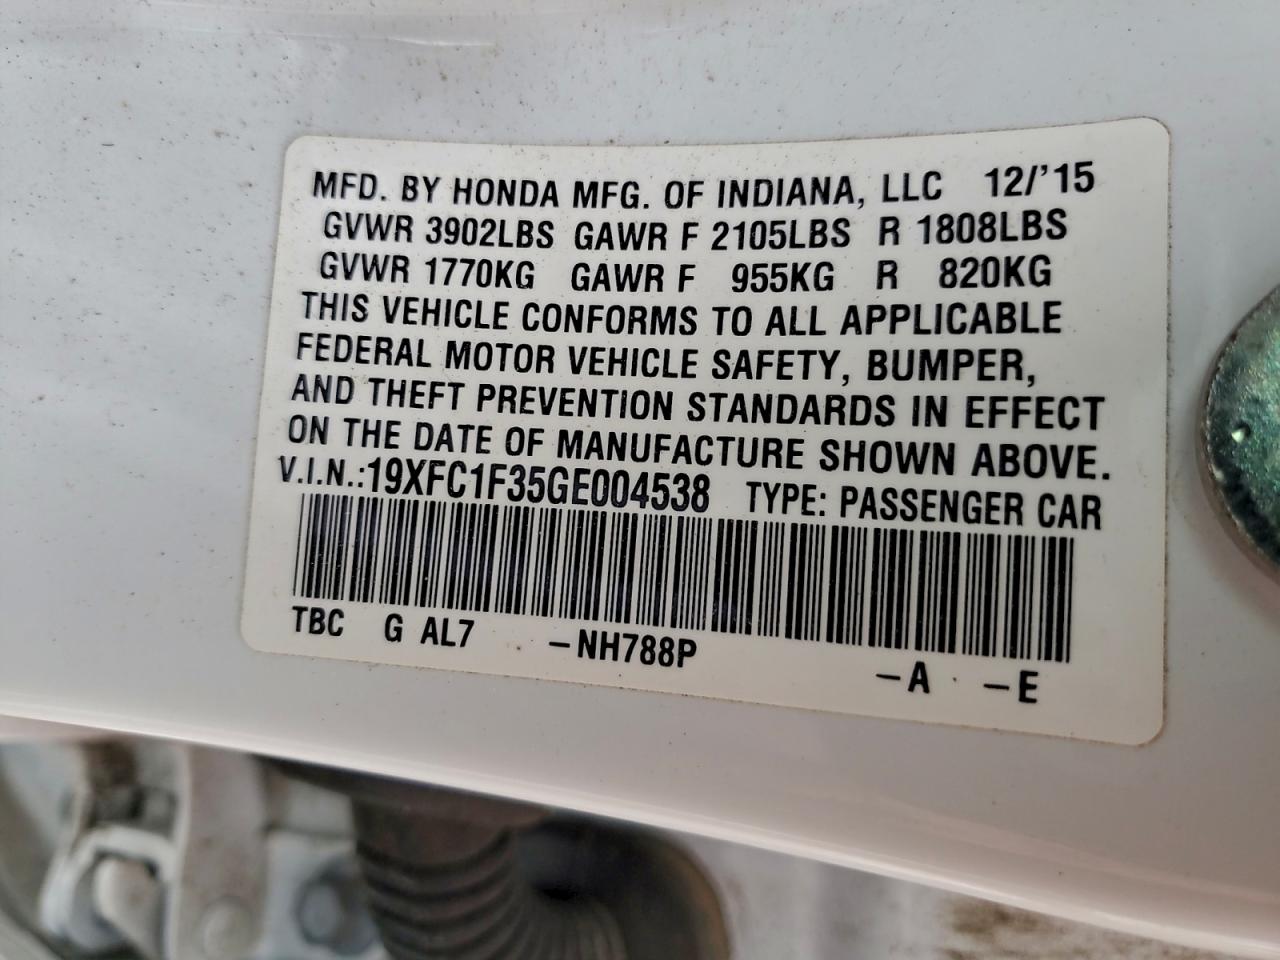 MFD. BY HONDA MFG. OF INDIANA, LLC 12/'15
GVWR 3902LBS GAWR F 2105LBS R 1808LBS
GVWR 1770KG GAWR F 955KG R 820KG
THIS VEHICLE CONFORMS TO ALL APPLICABLE
FEDERAL MOTOR VEHICLE SAFETY, BUMPER,
AND THEFT PREVENTION STANDARDS IN EFFECT
ON THE DATE OF MANUFACTURE SHOWN ABOVE.
V.I.N.:19XFC1F35GE004538 TYPE: PASSENGER CAR
TBC G AL7 -NH788P -A -E